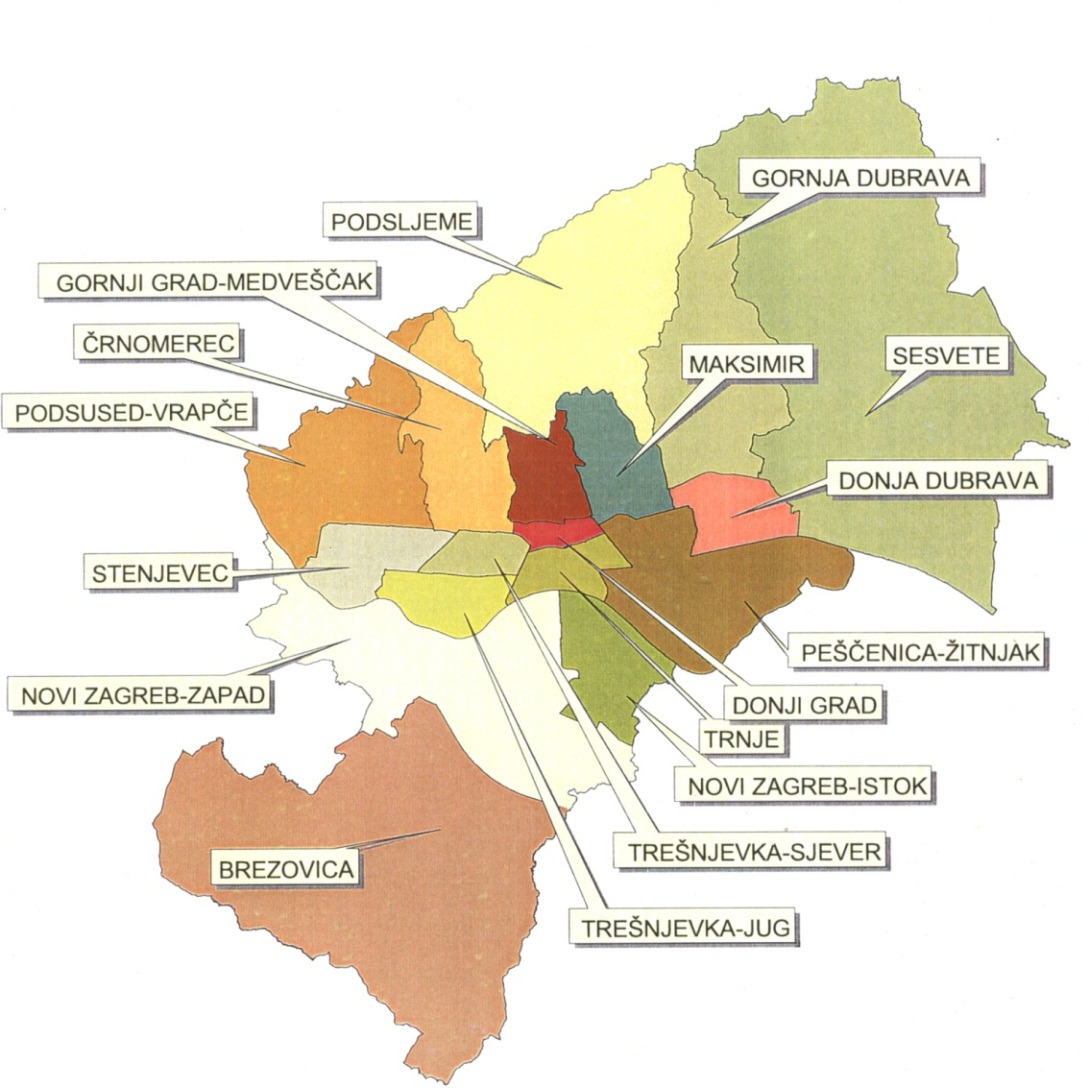 GORNJA DUBRAVA
PODSLJEME
GORNJI GRAD-MEDVEŠČAK
ČRNOMEREC
MAKSIMIR
SESVETE
PODSUSED-VRAPČE
DONJA DUBRAVA
STENJEVEC
PEŠČENICA-ŽITNJAK
NOVI ZAGREB-ZAPAD
DONJI GRAD
TRNJE
NOVI ZAGREB-ISTOK
TREŠNJEVKA-SJEVER
BREZOVICA
TREŠNJEVKA-JUG